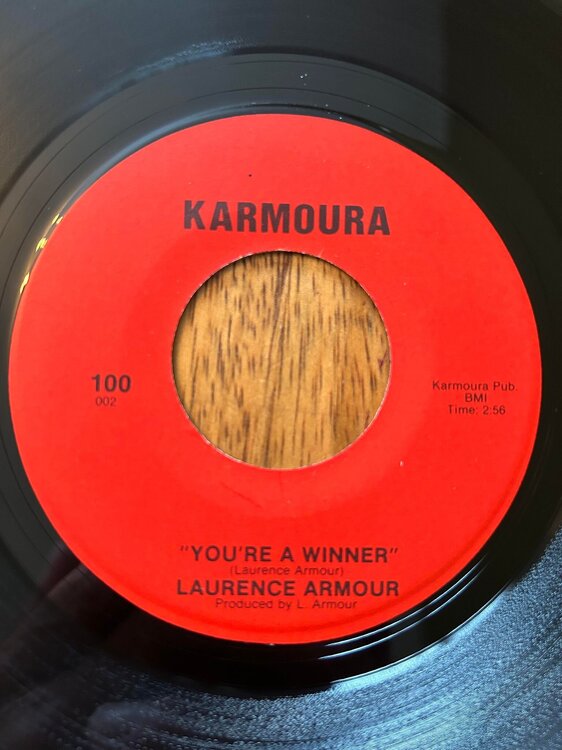 KARMOURA
100
002
Karmoura Pub.
BMI
Time: 2:56
"YOU'RE A WINNER"
(Laurence Armour)
LAURENCE ARMOUR
Produced by L. Armour